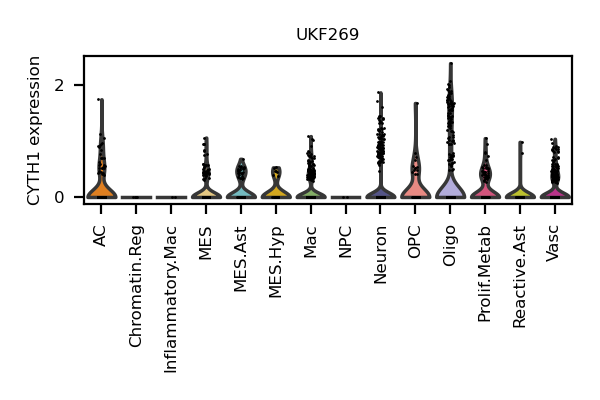 UKF269
CYTH1 expression
2
0
AC
Chromatin.Reg
Inflammatory.Mac
MES
MES.Ast
MES.Hyp
Mac
NPC
Neuron
OPC
Oligo
Prolif.Metab
Reactive.Ast
Vasc